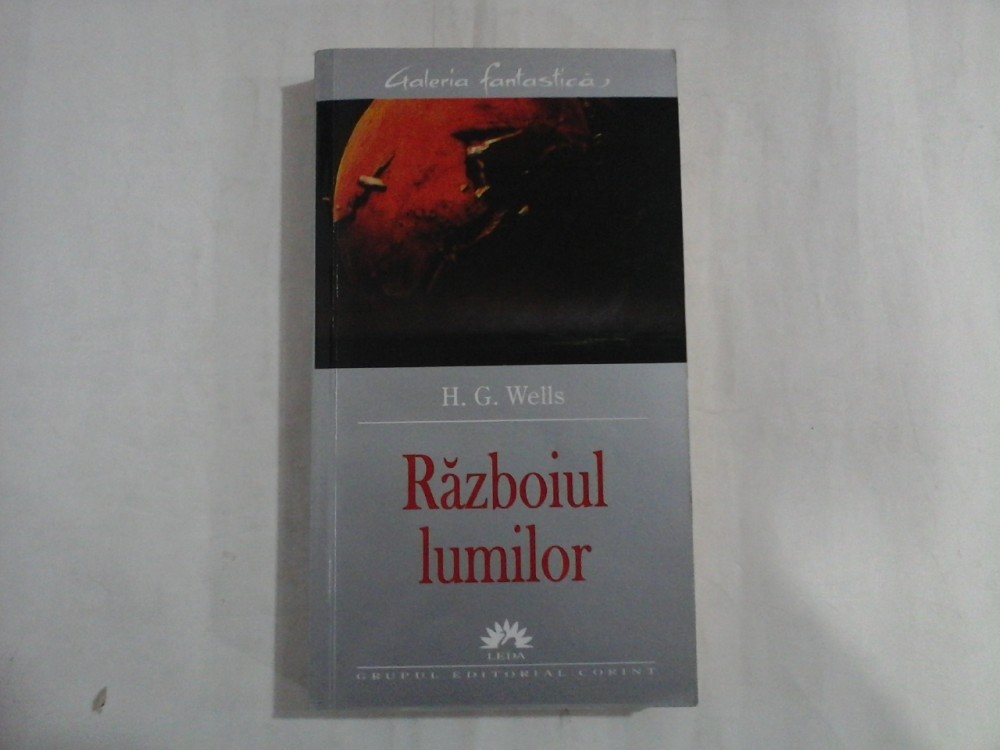 Galeria fantastică
H. G. Wells
Războiul
lumilor
LEDA
GRUPUL EDITORIAL CORINT